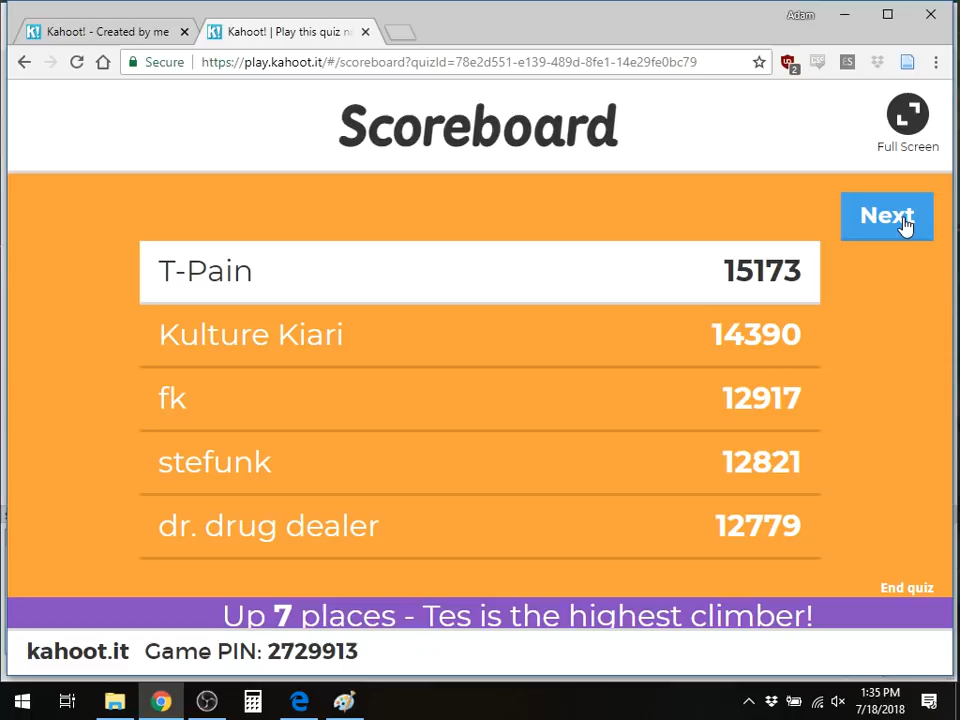 Adam
K! Kahoot! - Created by me
K! Kahoot! | Play this quiz n
Secure https://play.kahoot.it/#/scoreboard?quizId=78e2d551-e139-489d-8fe1-14e29fe0bc79
2
ES
Scoreboard
Full Screen
Next
T-Pain 15173
Kulture Kiari 14390
fk 12917
stefunk 12821
dr. drug dealer 12779
End quiz
Up 7 places - Tes is the highest climber!
kahoot.it Game PIN: 2729913
1:35 PM
7/18/2018